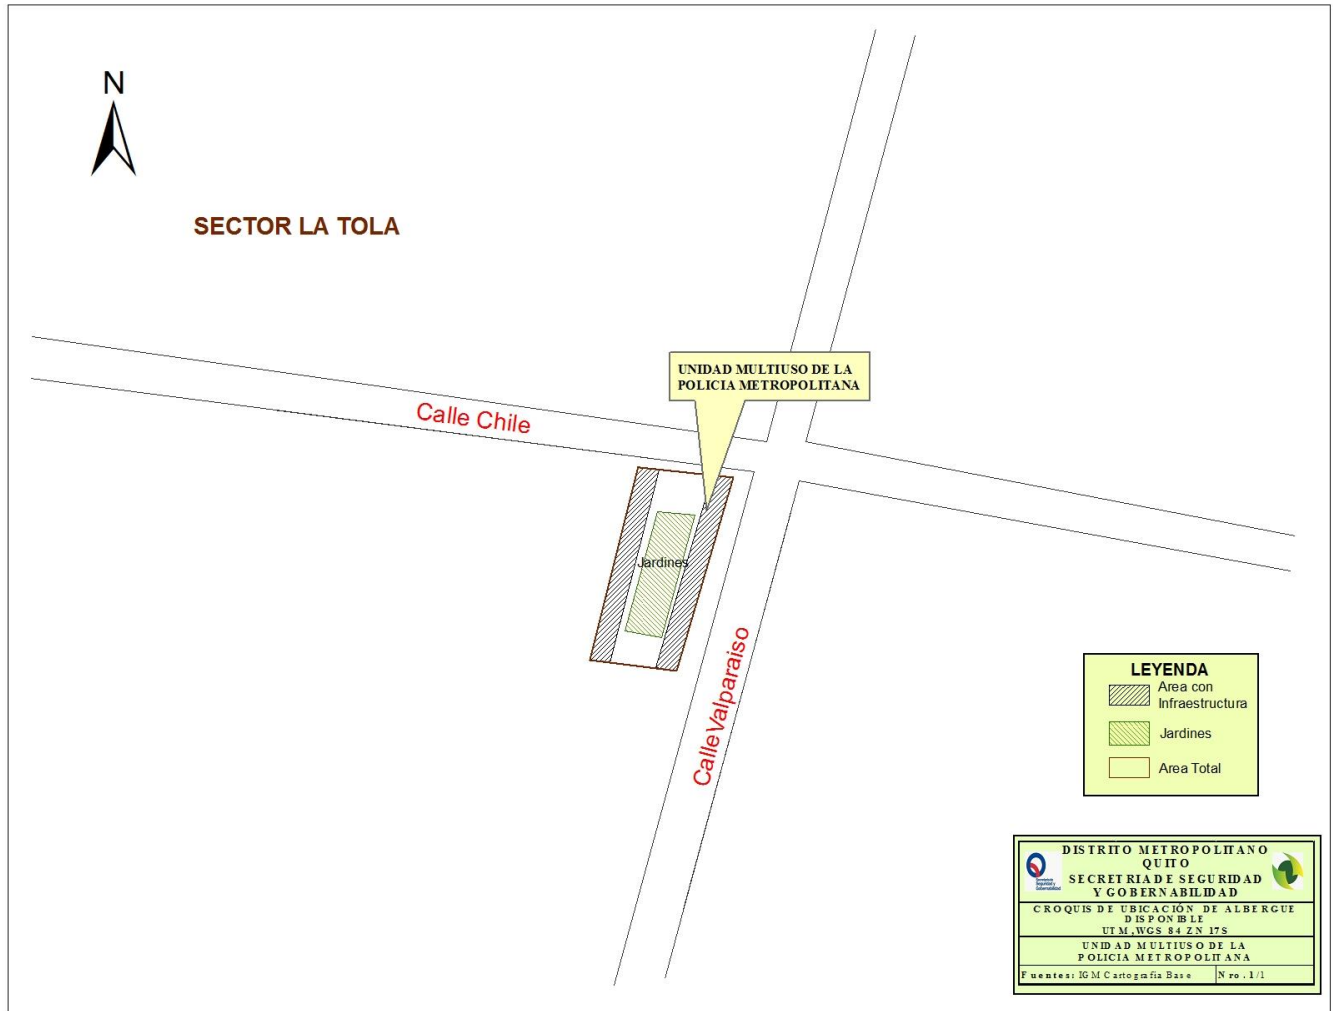 N
SECTOR LA TOLA
UNIDAD MULTIUSO DE LA
POLICIA METROPOLITANA
Calle Chile
Jardines
Calle Valparaiso
LEYENDA
Area con
Infraestructura
Jardines
Area Total
DISTRITO METROPOLITANO
QUITO
SECRETRIA DE SEGURIDAD
Y GOBERNABILIDAD
CROQUIS DE UBICACIÓN DE ALBERGUE
DISPONIBLE
UTM, WGS 84 ZN 17S
UNIDAD MULTIUSO DE LA
POLICIA METROPOLITANA
Fuentes: IGM Cartografia Base
Nro. 1/1